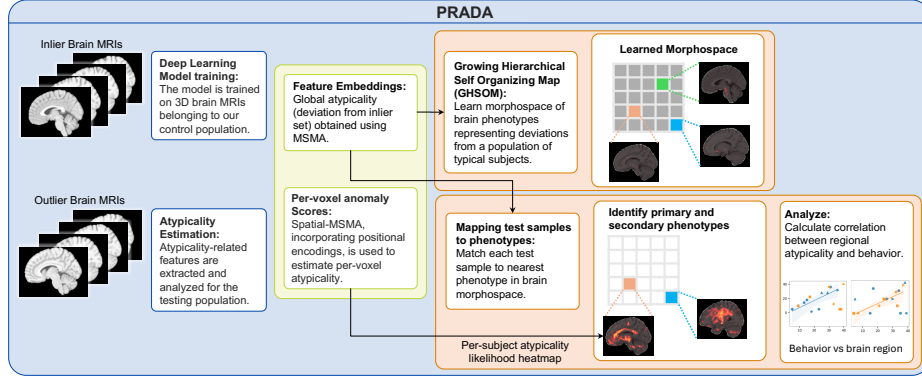 PRADA
Inlier Brain MRIs
Deep Learning
Model training:
The model is trained
on 3D brain MRIs
belonging to our
control population.
Feature Embeddings:
Global atypicality
(deviation from inlier
set) obtained using
MSMA.
Growing Hierarchical
Self Organizing Map
(GHSOM):
Learn morphospace of
brain phenotypes
representing deviations
from a population of
typical subjects.
Learned Morphospace
Outlier Brain MRIs
Atypicality
Estimation:
Atypicality-related
features are
extracted and
analyzed for the
testing population.
Per-voxel anomaly
Scores:
Spatial-MSMA,
incorporating positional
encodings, is used to
estimate per-voxel
atypicality.
Mapping test samples
to phenotypes:
Match each test
sample to nearest
phenotype in brain
morphospace.
Per-subject atypicality
likelihood heatmap
Identify primary and
secondary phenotypes
Analyze:
Calculate correlation
between regional
atypicality and behavior.
Behavior vs brain region